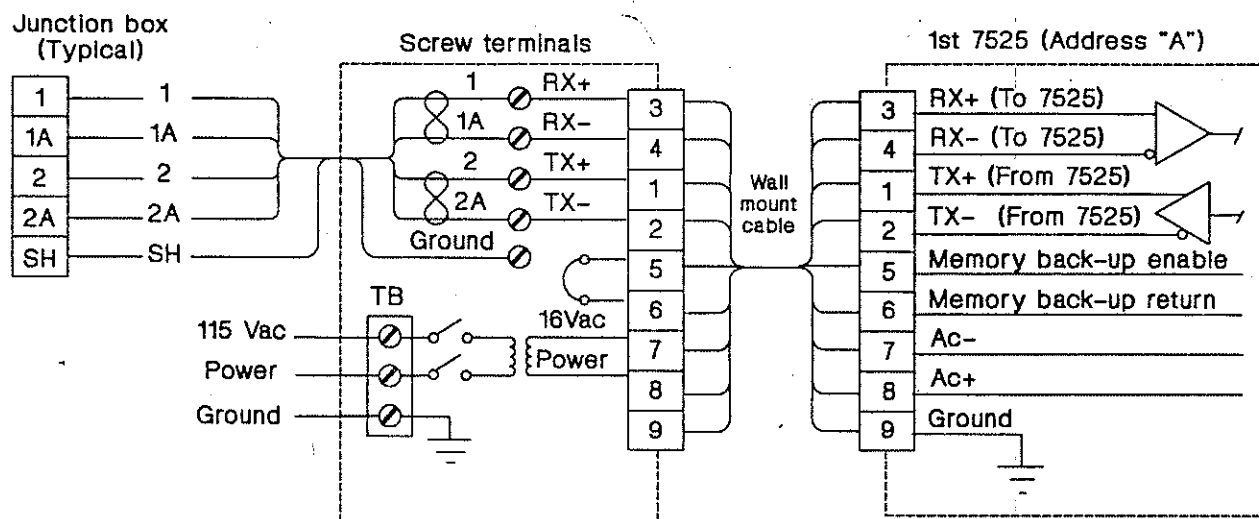 Junction box
(Typical)
1
1A
2
2A
SH
1
1A
2
2A
SH
Screw terminals
1
RX+
1A
RX-
2
TX+
2A
TX-
Ground
TB
115 Vac
Power
Ground
16Vac
Power
3
4
1
2
5
6
7
8
9
Wall
mount
cable
1st 7525 (Address "A")
3
RX+ (To 7525)
4
RX- (To 7525)
1
TX+ (From 7525)
2
TX- (From 7525)
5
Memory back-up enable
6
Memory back-up return
7
Ac-
8
Ac+
9
Ground